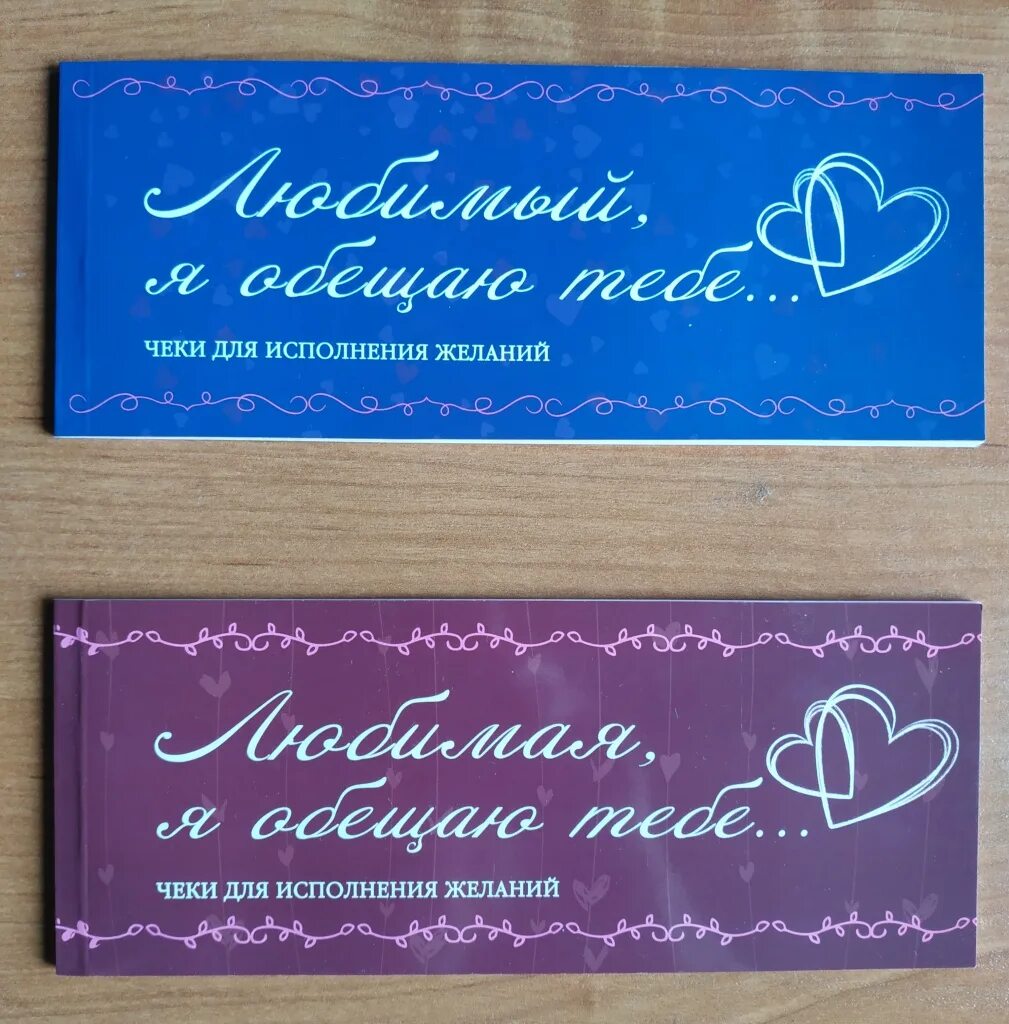 Любимый,
я обещаю тебе...
ЧЕКИ ДЛЯ ИСПОЛНЕНИЯ ЖЕЛАНИЙ
Любимая,
я обещаю тебе...
ЧЕКИ ДЛЯ ИСПОЛНЕНИЯ ЖЕЛАНИЙ